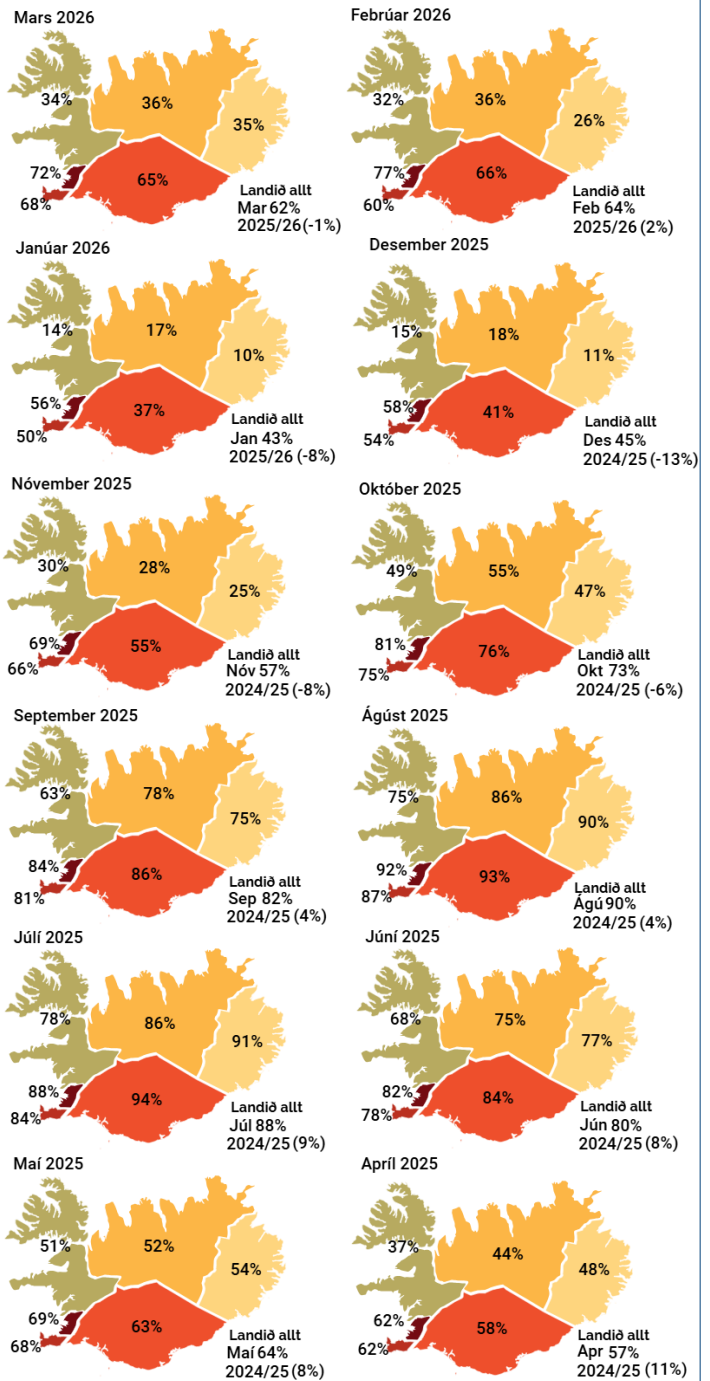 Mars 2026
34%
36%
35%
72%
65%
68%
Landið allt
Mar 62%
2025/26 (-1%)
Febrúar 2026
32%
36%
26%
77%
66%
60%
Landið allt
Feb 64%
2025/26 (2%)
Janúar 2026
14%
17%
10%
56%
37%
50%
Landið allt
Jan 43%
2025/26 (-8%)
Desember 2025
15%
18%
11%
58%
41%
54%
Landið allt
Des 45%
2024/25 (-13%)
Nóvember 2025
30%
28%
25%
69%
55%
66%
Landið allt
Nóv 57%
2024/25 (-8%)
Október 2025
49%
55%
47%
81%
76%
75%
Landið allt
Okt 73%
2024/25 (-6%)
September 2025
63%
78%
75%
84%
86%
81%
Landið allt
Sep 82%
2024/25 (4%)
Ágúst 2025
75%
86%
90%
92%
93%
87%
Landið allt
Ágú 90%
2024/25 (4%)
Júlí 2025
78%
86%
91%
88%
94%
84%
Landið allt
Júl 88%
2024/25 (9%)
Júní 2025
68%
75%
77%
82%
84%
78%
Landið allt
Jún 80%
2024/25 (8%)
Maí 2025
51%
52%
54%
69%
63%
68%
Landið allt
Maí 64%
2024/25 (8%)
Apríl 2025
37%
44%
48%
62%
58%
62%
Landið allt
Apr 57%
2024/25 (11%)